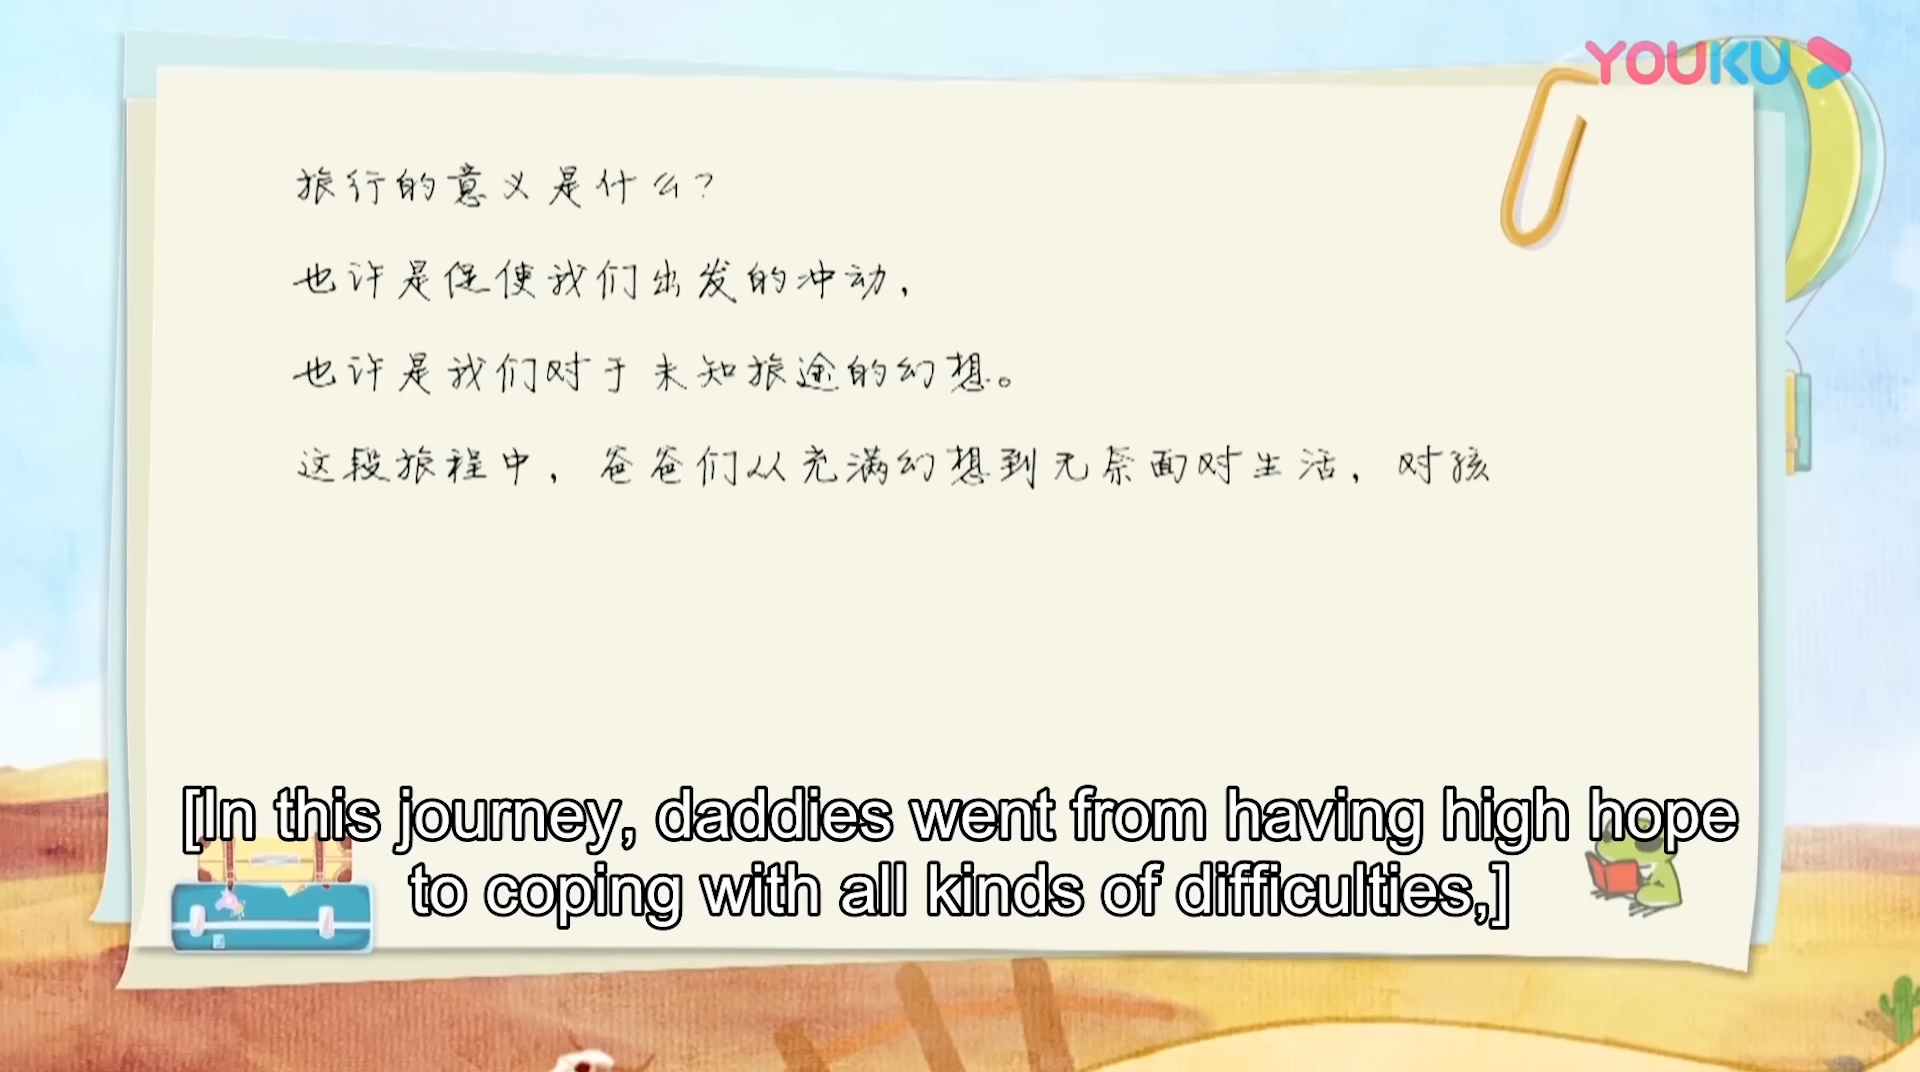 YOUKU
旅行的意义是什么?
也许是促使我们出发的冲动,
也许是我们对于未知旅途的幻想。
这段旅程中,爸爸们从充满幻想到无奈面对生活,对孩
[In this journey, daddies went from having high hope
to coping with all kinds of difficulties,]